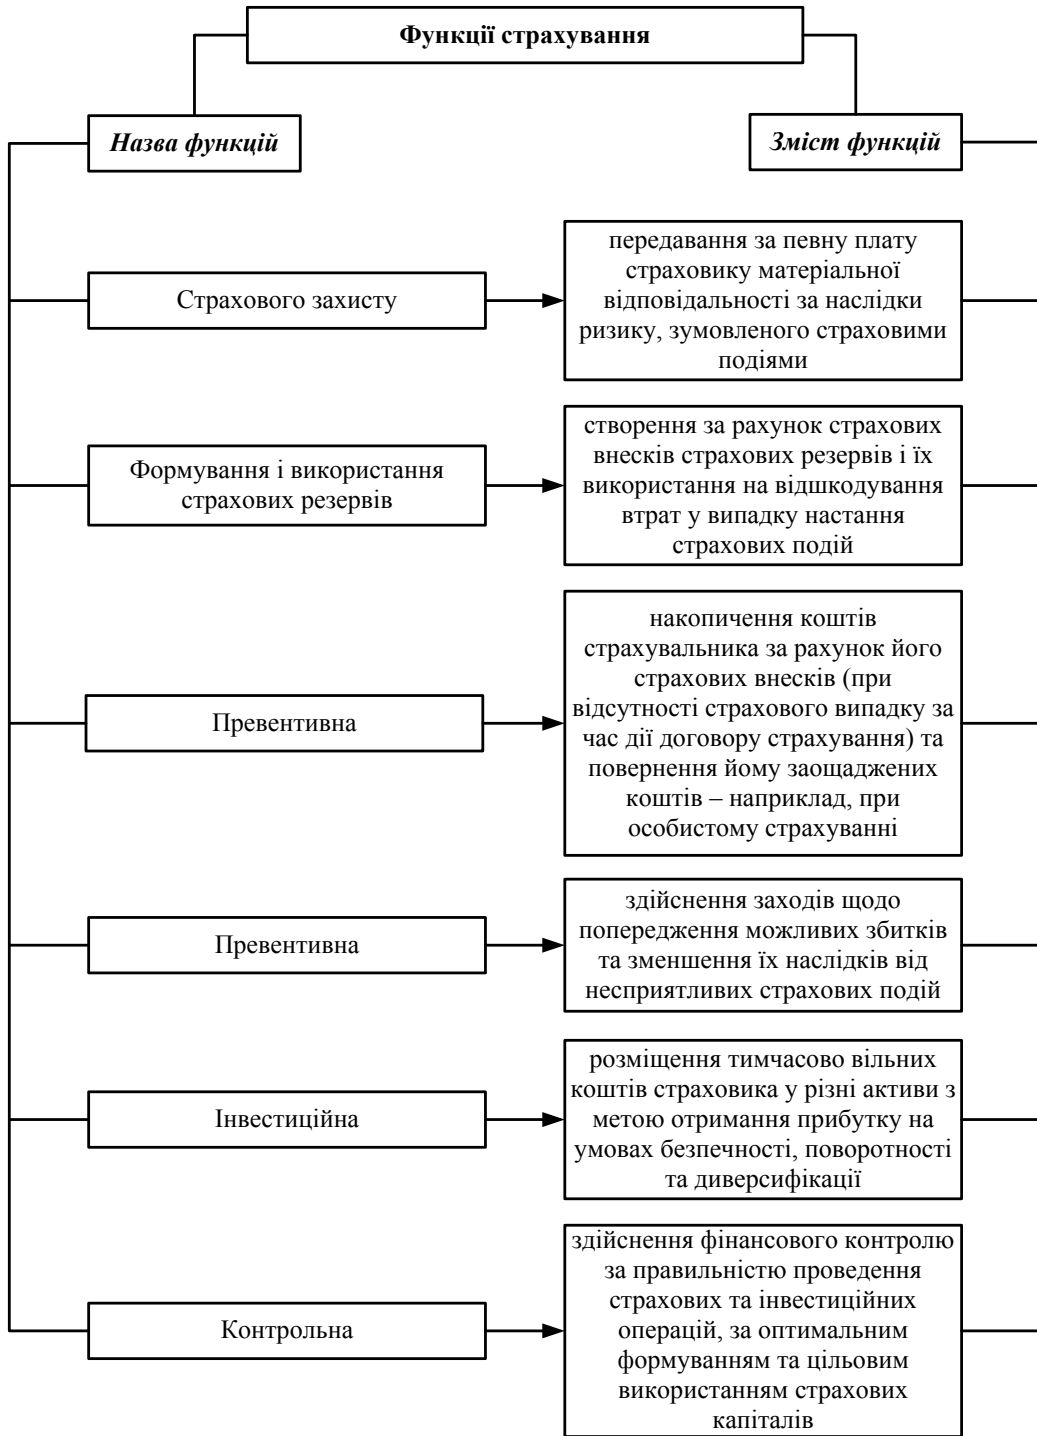 Функції страхування
Назва функцій
Зміст функцій
Страхового захисту
передавання за певну плату
страховику матеріальної
відповідальності за наслідки
ризику, зумовленого страховими
подіями
Формування і використання
страхових резервів
створення за рахунок страхових
внесків страхових резервів і їх
використання на відшкодування
втрат у випадку настання
страхових подій
Превентивна
накопичення коштів
страхувальника за рахунок його
страхових внесків (при
відсутності страхового випадку за
час дії договору страхування) та
повернення йому заощаджених
коштів – наприклад, при
особистому страхуванні
Превентивна
здійснення заходів щодо
попередження можливих збитків
та зменшення їх наслідків від
несприятливих страхових подій
Інвестиційна
розміщення тимчасово вільних
коштів страховика у різні активи з
метою отримання прибутку на
умовах безпечності, поворотності
та диверсифікації
Контрольна
здійснення фінансового контролю
за правильністю проведення
страхових та інвестиційних
операцій, за оптимальним
формуванням та цільовим
використанням страхових
капіталів